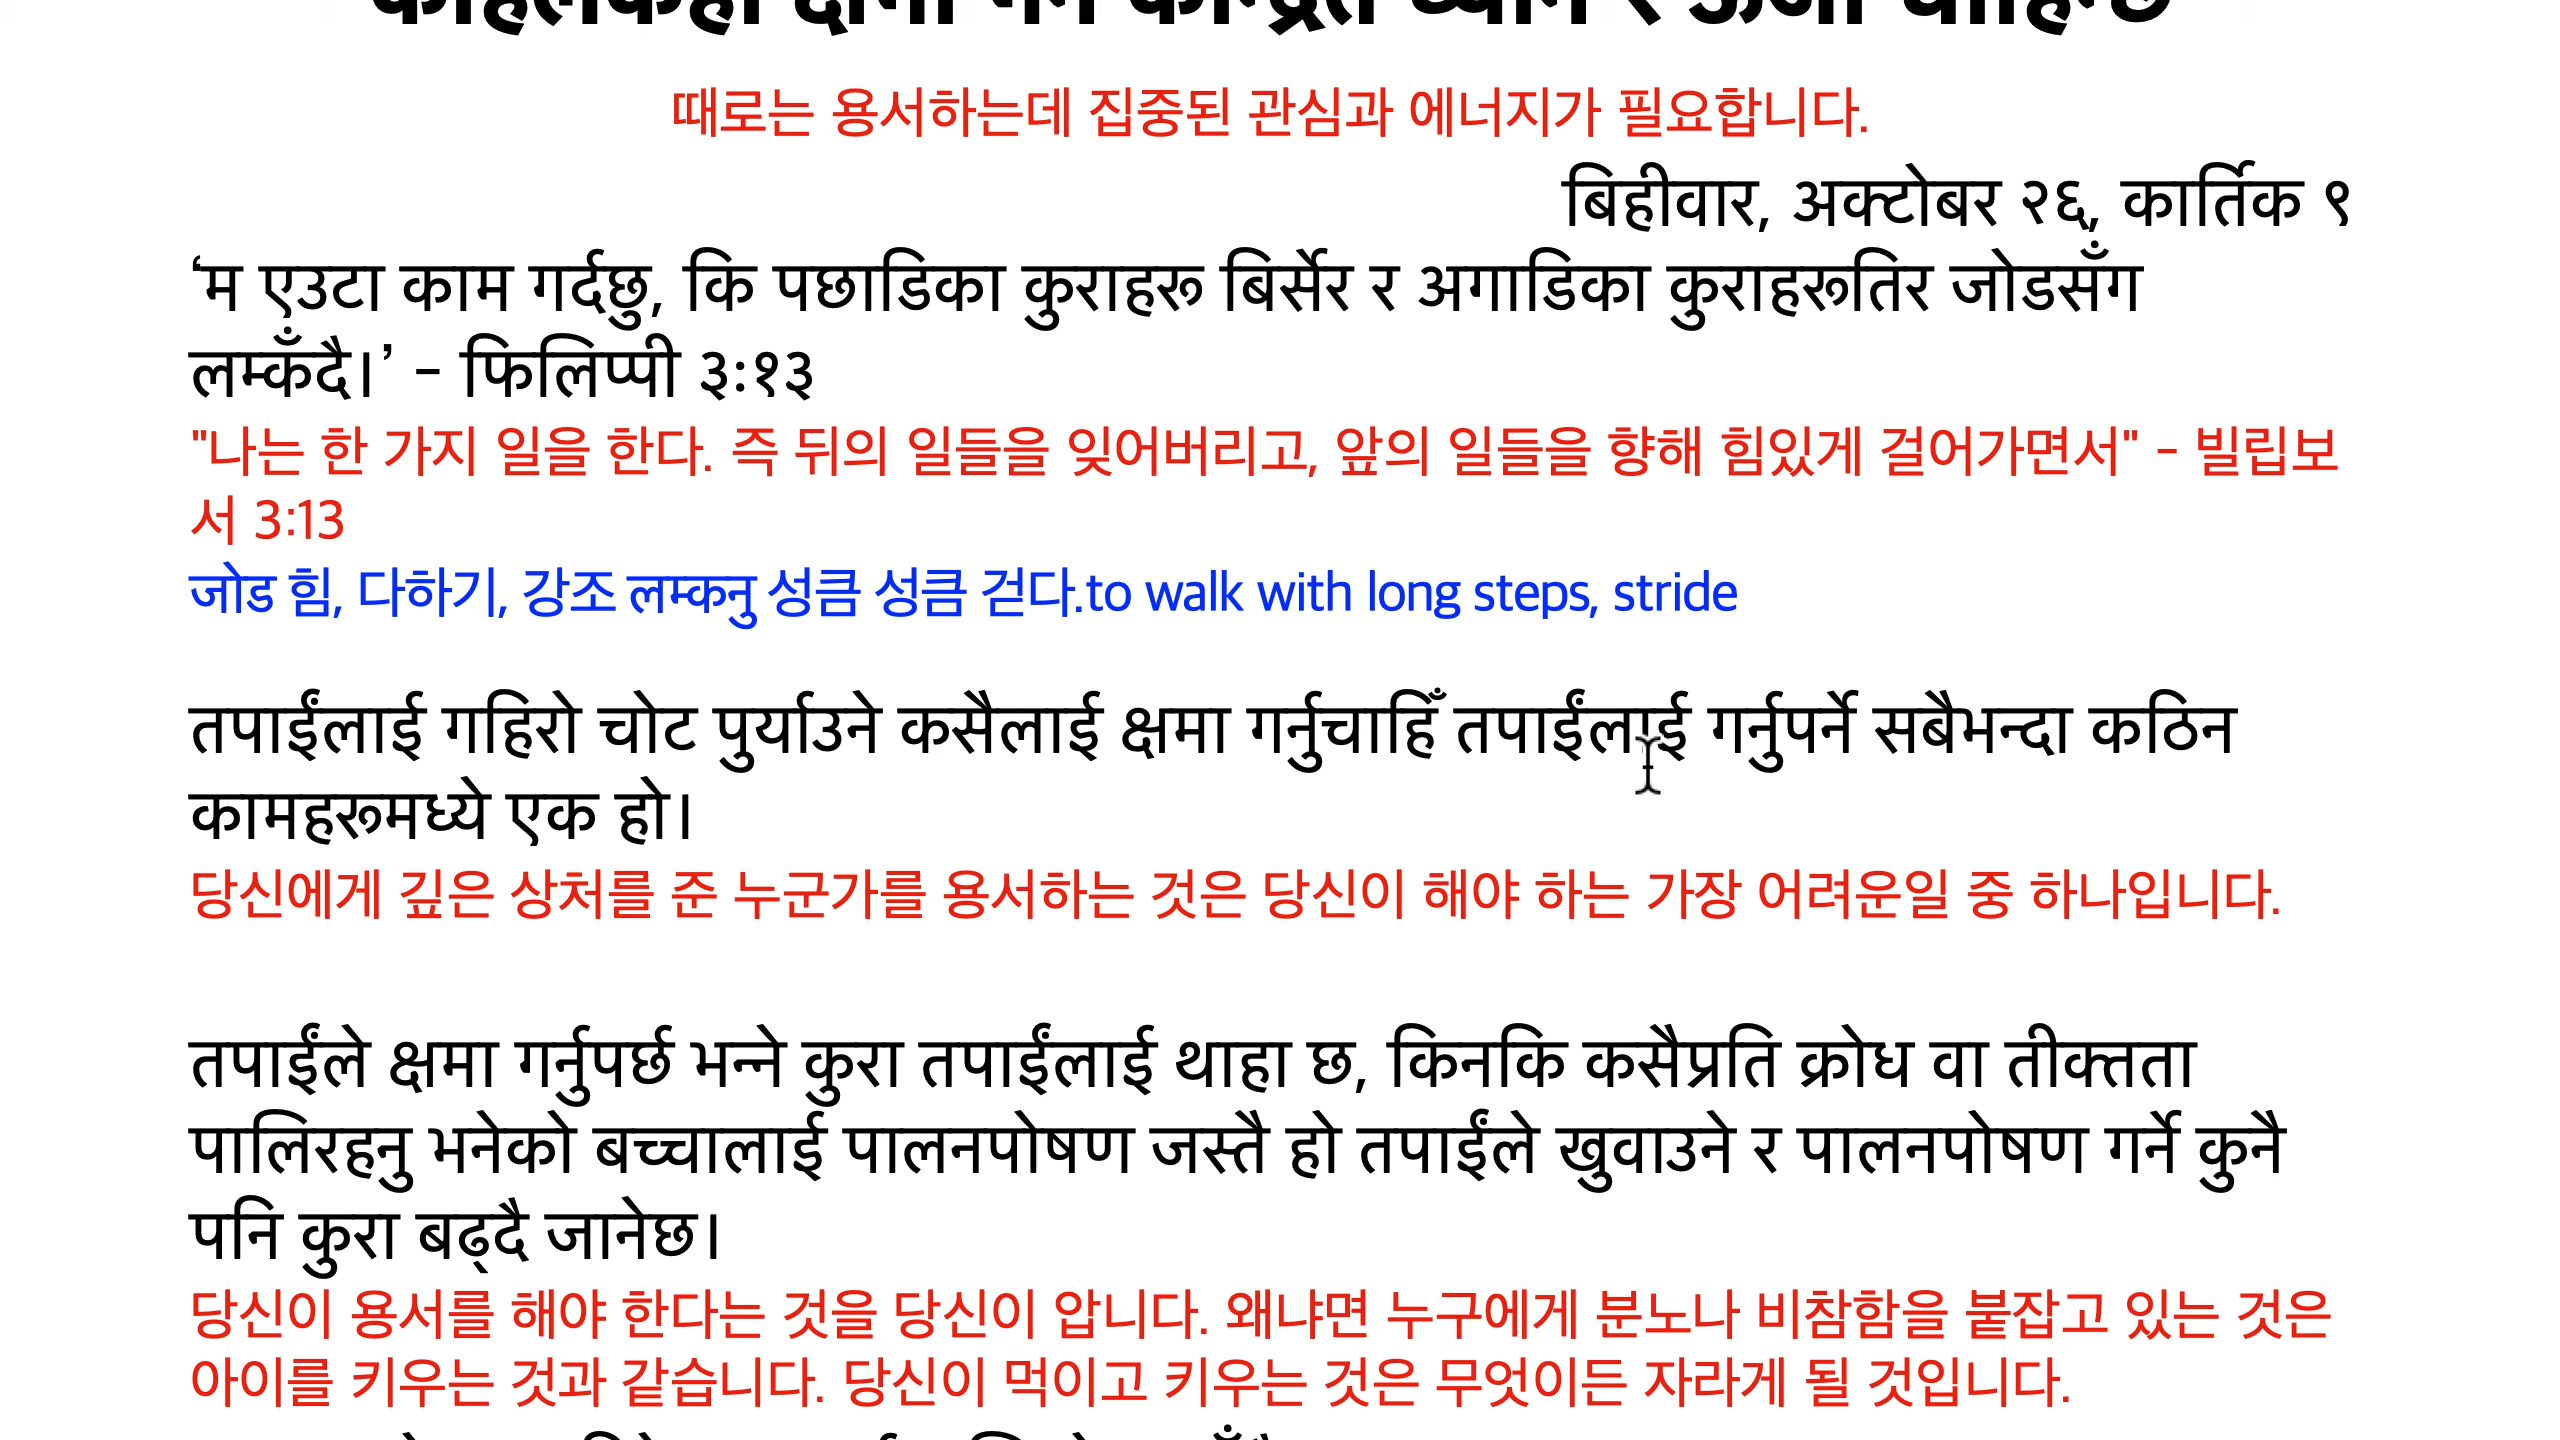 때로는 용서하는데 집중된 관심과 에너지가 필요합니다.
बिहीवार, अक्टोबर २६, कार्तिक ९
‘म एउटा काम गर्दछु, कि पछाडिका कुराहरू बिर्सेर र अगाडिका कुराहरूतिर जोडसँग
लम्कँदै।’ – फिलिप्पी ३:१३
"나는 한 가지 일을 한다. 즉 뒤의 일들을 잊어버리고, 앞의 일들을 향해 힘있게 걸어가면서" - 빌립보
서 3:13
जोड 힘, 다하기, 강조 लम्कनु 성큼 성큼 걷다.to walk with long steps, stride
तपाईंलाई गहिरो चोट पुर्याउने कसैलाई क्षमा गर्नुचाहिँ तपाईंलाई गर्नुपर्ने सबैभन्दा कठिन
कामहरूमध्ये एक हो।
당신에게 깊은 상처를 준 누군가를 용서하는 것은 당신이 해야 하는 가장 어려운일 중 하나입니다.
तपाईंले क्षमा गर्नुपर्छ भन्ने कुरा तपाईंलाई थाहा छ, किनकि कसैप्रति क्रोध वा तीक्तता
पालिरहनु भनेको बच्चालाई पालनपोषण जस्तै हो तपाईंले खुवाउने र पालनपोषण गर्ने कुनै
पनि कुरा बढ्दै जानेछ।
당신이 용서를 해야 한다는 것을 당신이 압니다. 왜냐면 누구에게 분노나 비참함을 붙잡고 있는 것은
아이를 키우는 것과 같습니다. 당신이 먹이고 키우는 것은 무엇이든 자라게 될 것입니다.